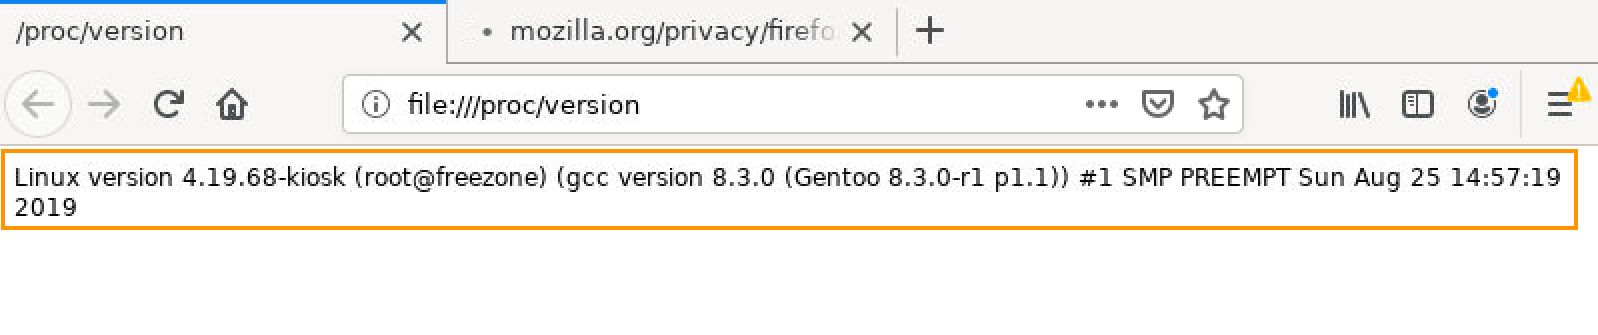 /proc/version
mozilla.org/privacy/firefo
file:///proc/version
Linux version 4.19.68-kiosk (root@freezone) (gcc version 8.3.0 (Gentoo 8.3.0-r1 p1.1)) #1 SMP PREEMPT Sun Aug 25 14:57:19
2019